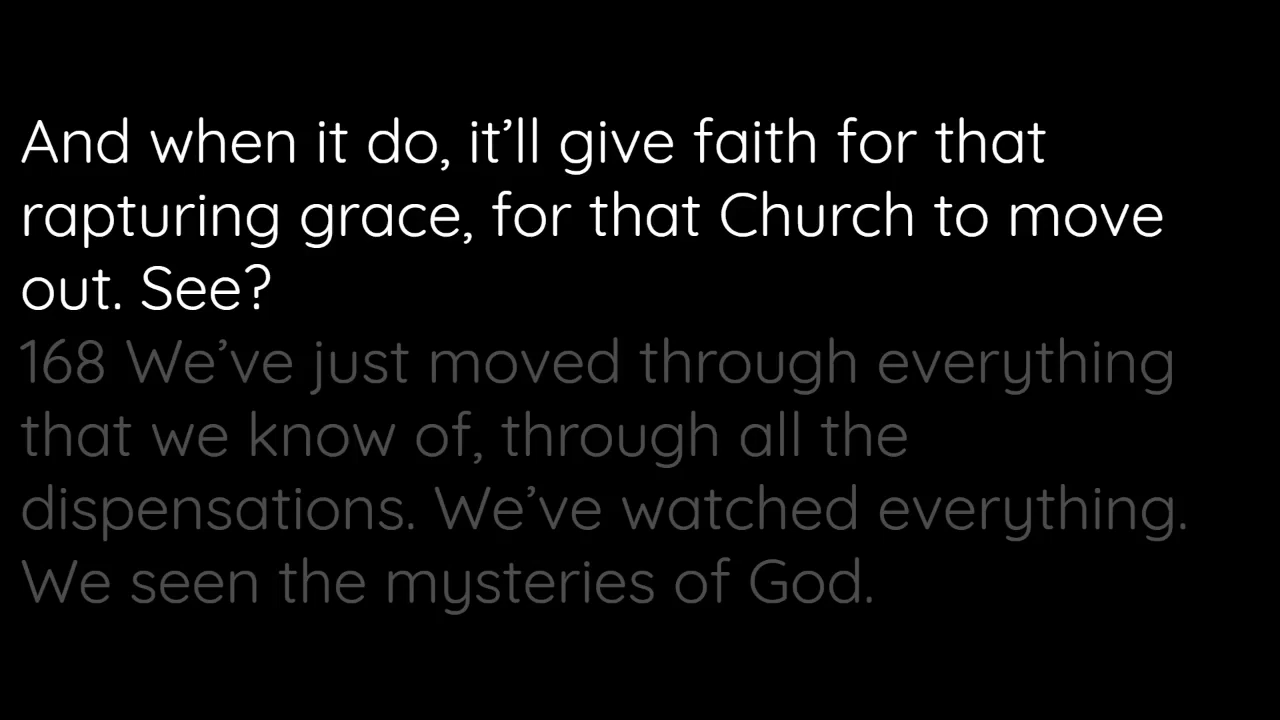 And when it do, it’ll give faith for that
rapturing grace, for that Church to move
out. See?
168 We’ve just moved through everything
that we know of, through all the
dispensations. We’ve watched everything.
We seen the mysteries of God.